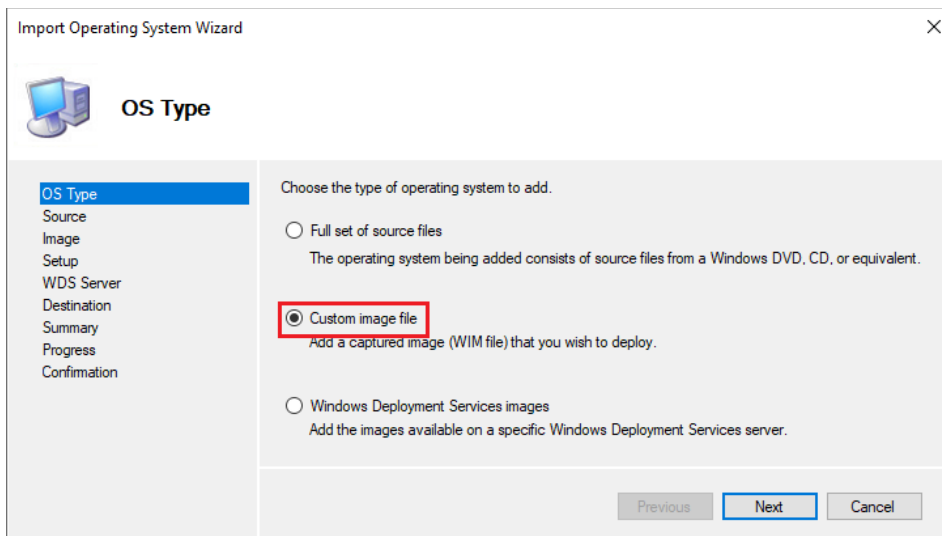 Import Operating System Wizard
OS Type
OS Type
Source
Image
Setup
WDS Server
Destination
Summary
Progress
Confirmation
Choose the type of operating system to add.
Full set of source files
The operating system being added consists of source files from a Windows DVD, CD, or equivalent.
Custom image file
Add a captured image (WIM file) that you wish to deploy.
Windows Deployment Services images
Add the images available on a specific Windows Deployment Services server.
Previous Next Cancel